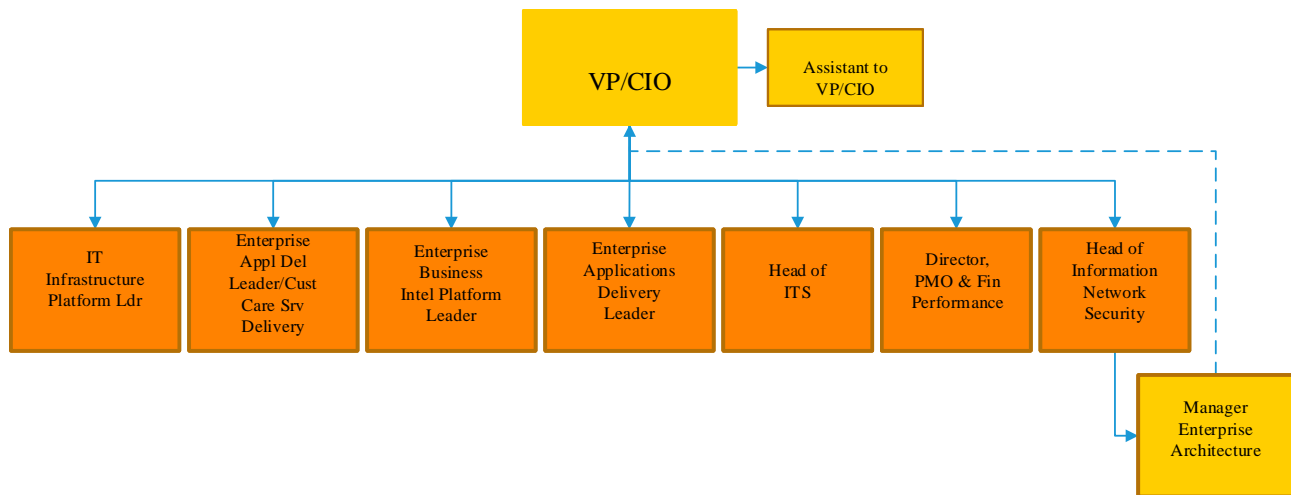 VP/CIO
Assistant to
VP/CIO
IT
Infrastructure
Platform Ldr
Enterprise
Appl Del
Leader/Cust
Care Srv
Delivery
Enterprise
Business
Intel Platform
Leader
Enterprise
Applications
Delivery
Leader
Head of
ITS
Director,
PMO & Fin
Performance
Head of
Information
Network
Security
Manager
Enterprise
Architecture